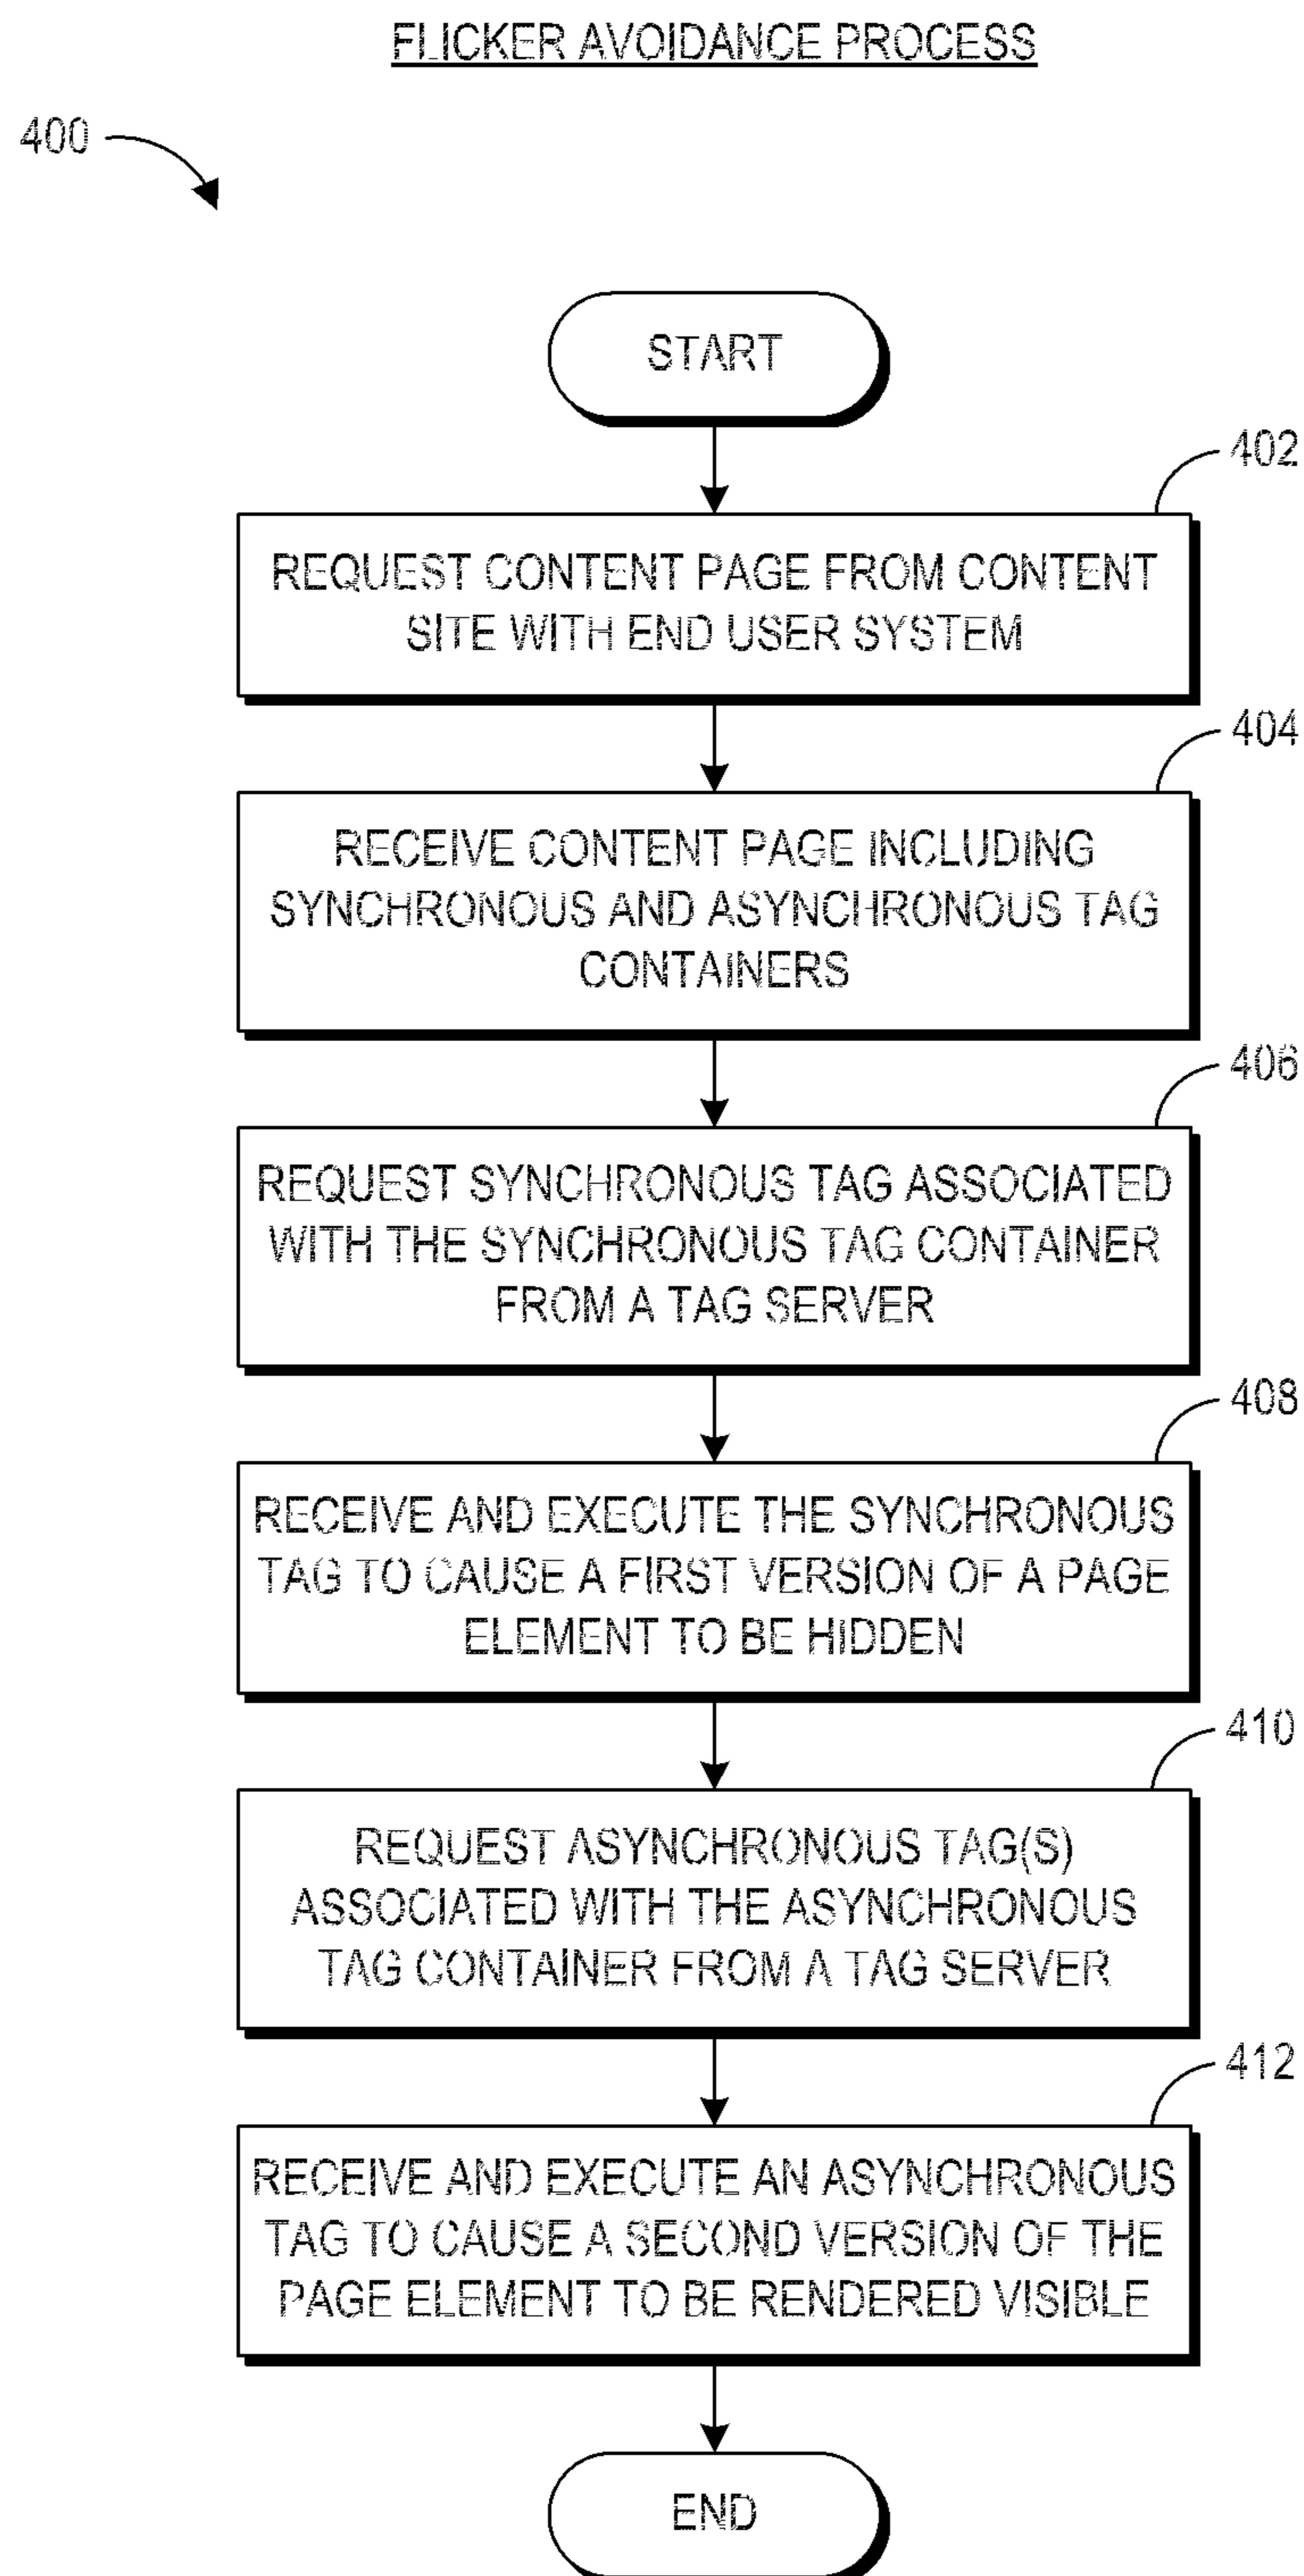 FLICKER AVOIDANCE PROCESS
400
START
402
REQUEST CONTENT PAGE FROM CONTENT
SITE WITH END USER SYSTEM
404
RECEIVE CONTENT PAGE INCLUDING
SYNCHRONOUS AND ASYNCHRONOUS TAG
CONTAINERS
406
REQUEST SYNCHRONOUS TAG ASSOCIATED
WITH THE SYNCHRONOUS TAG CONTAINER
FROM A TAG SERVER
408
RECEIVE AND EXECUTE THE SYNCHRONOUS
TAG TO CAUSE A FIRST VERSION OF A PAGE
ELEMENT TO BE HIDDEN
410
REQUEST ASYNCHRONOUS TAG(S)
ASSOCIATED WITH THE ASYNCHRONOUS
TAG CONTAINER FROM A TAG SERVER
412
RECEIVE AND EXECUTE AN ASYNCHRONOUS
TAG TO CAUSE A SECOND VERSION OF THE
PAGE ELEMENT TO BE RENDERED VISIBLE
END